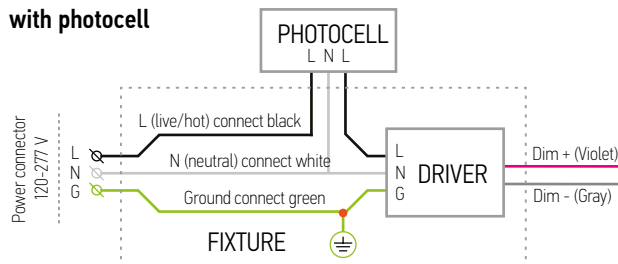 with photocell
PHOTOCELL
L N L
Power connector
120-277 V
L (live/hot) connect black
L
N (neutral) connect white
N
Ground connect green
G
L
N
G
DRIVER
Dim + (Violet)
Dim - (Gray)
FIXTURE